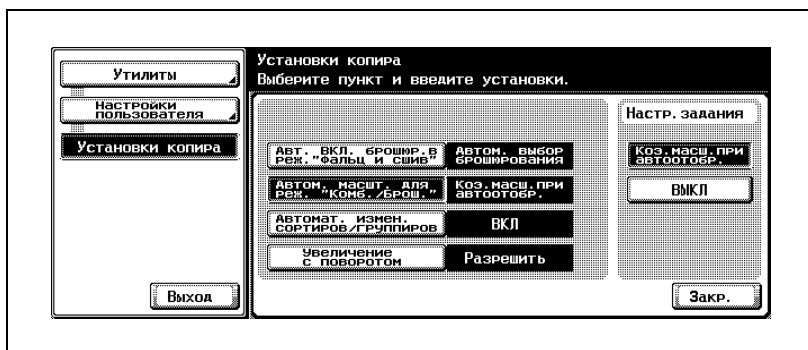 Утилиты
Настройки
пользователя
Установки копира
Выход
Установки копира
Выберите пункт и введите установки.
Авт. ВКЛ. брошюр.в
реж."Фальц и сшив"
Автом. выбор
брошюрования
Автом. масшт. для
реж. "Комб./Брош."
Коэ.масш.при
автоотобр.
Автомат. измен.
сортиров/группиров
ВКЛ
Увеличение
с поворотом
Разрешить
Настр.задания
Коэ.масш.при
автоотобр.
ВЫКЛ
Закр.